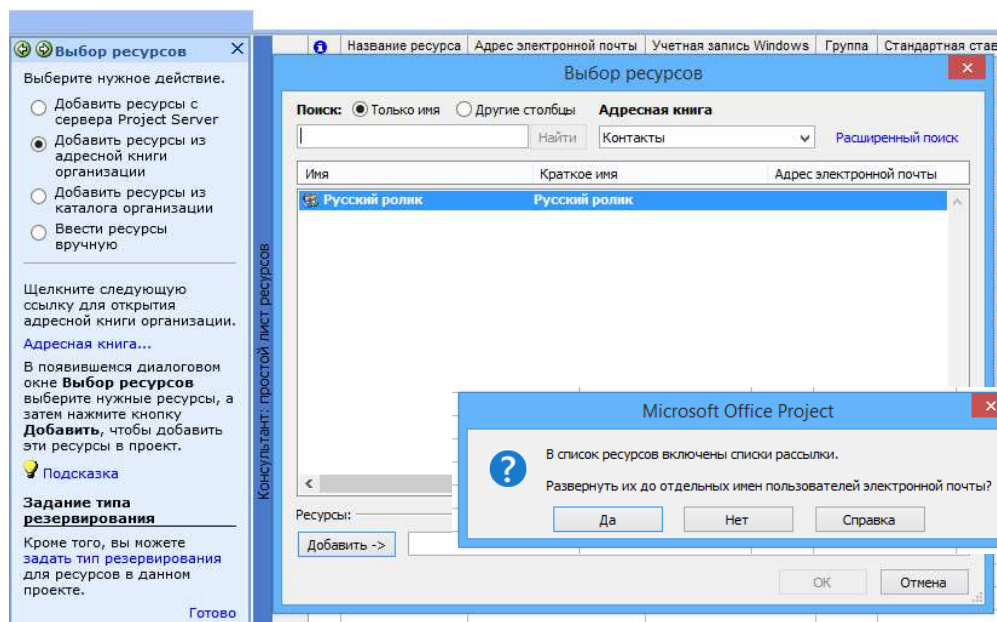 Выбор ресурсов
Выберите нужное действие.
Добавить ресурсы с
сервера Project Server
Добавить ресурсы из
адресной книги
организации
Добавить ресурсы из
каталога организации
Ввести ресурсы
вручную
Щелкните следующую
ссылку для открытия
адресной книги организации.
Адресная книга...
В появившемся диалоговом
окне Выбор ресурсов
выберите нужные ресурсы, а
затем нажмите кнопку
Добавить, чтобы добавить
эти ресурсы в проект.
Подсказка
Задание типа
резервирования
Кроме того, вы можете
задать тип резервирования
для ресурсов в данном
проекте.
Готово
Консультант: простой лист ресурсов
Название ресурса Адрес электронной почты Учетная запись Windows Группа Стандартная став
Выбор ресурсов
Поиск: Только имя Другие столбцы Адресная книга
Найти Контакты Расширенный поиск
Имя Краткое имя Адрес электронной почты
Русский ролик Русский ролик
Microsoft Office Project
В список ресурсов включены списки рассылки.
Развернуть их до отдельных имен пользователей электронной почты?
Да Нет Справка
Ресурсы:
Добавить ->
OK Отмена